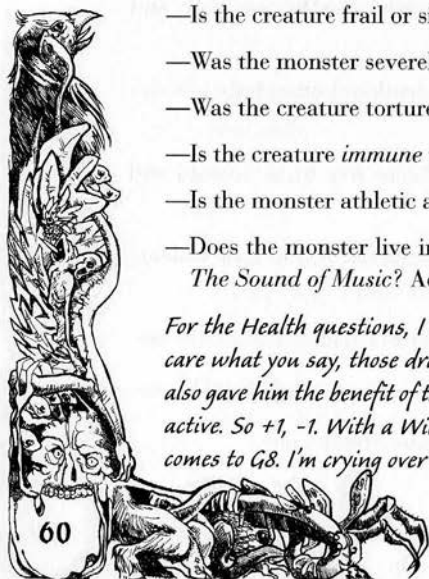 —Is the creature frail or si
—Was the monster severel
—Was the creature torture
—Is the creature immune
—Is the monster athletic a
—Does the monster live in
The Sound of Music? A
For the Health questions, I
care what you say, those dr
also gave him the benefit of t
active. So +1, -1. With a Wi
comes to G8. I'm crying over
60